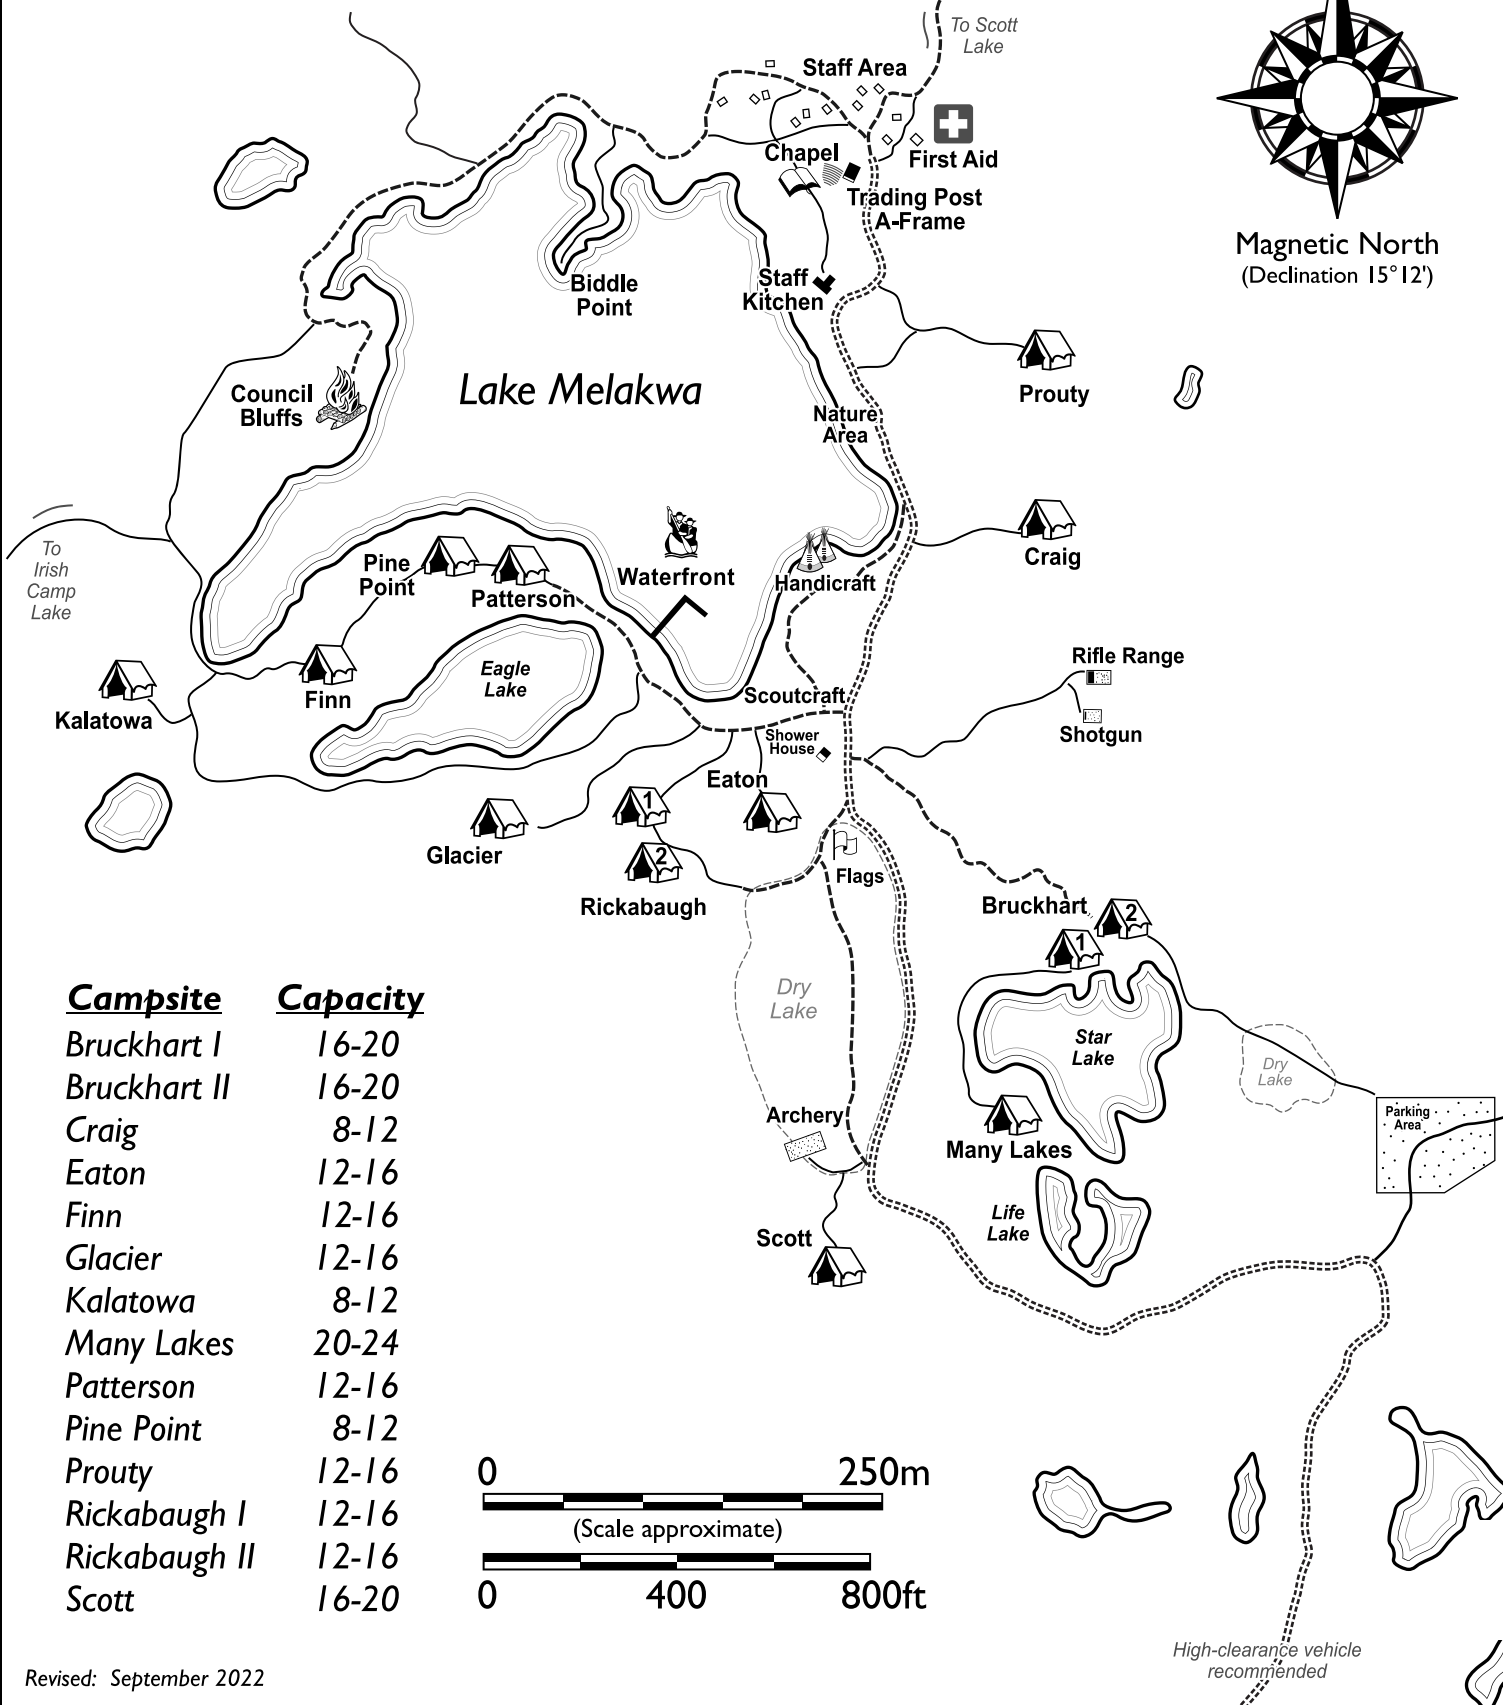 To Scott
Lake
Staff Area
First Aid
Chapel
Trading Post
A-Frame
Magnetic North
(Declination 15°12')
Biddle
Point
Staff
Kitchen
Prouty
Council
Bluffs
Lake Melakwa
Nature
Area
To
Irish
Camp
Lake
Pine
Point
Patterson
Waterfront
Handicraft
Craig
Kalatowa
Finn
Eagle
Lake
Scoutcraft
Rifle Range
Shotgun
Shower
House
Eaton
Glacier
1
2
Rickabaugh
Flags
Bruckhart
2
1
Dry
Lake
Star
Lake
Dry
Lake
Parking
Area
Archery
Many Lakes
Life
Lake
Scott
Campsite Capacity
Bruckhart I 16-20
Bruckhart II 16-20
Craig 8-12
Eaton 12-16
Finn 12-16
Glacier 12-16
Kalatowa 8-12
Many Lakes 20-24
Patterson 12-16
Pine Point 8-12
Prouty 12-16
Rickabaugh I 12-16
Rickabaugh II 12-16
Scott 16-20
0 250m
(Scale approximate)
0 400 800ft
High-clearance vehicle
recommended
Revised: September 2022